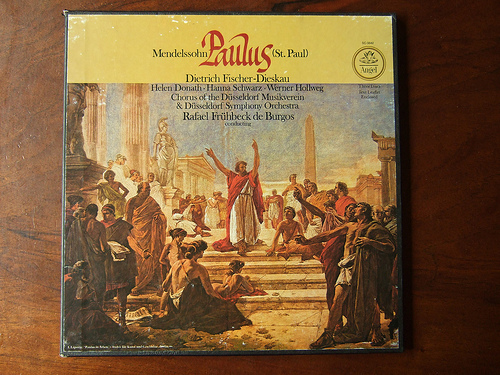 Mendelssohn Paulus (St. Paul)
Dietrich Fischer-Dieskau
Helen Donath · Hanna Schwarz · Werner Hollweg
Chorus of the Düsseldorf Musikverein
& Düsseldorf Symphony Orchestra
Rafael Frühbeck de Burgos
conducting
Angel